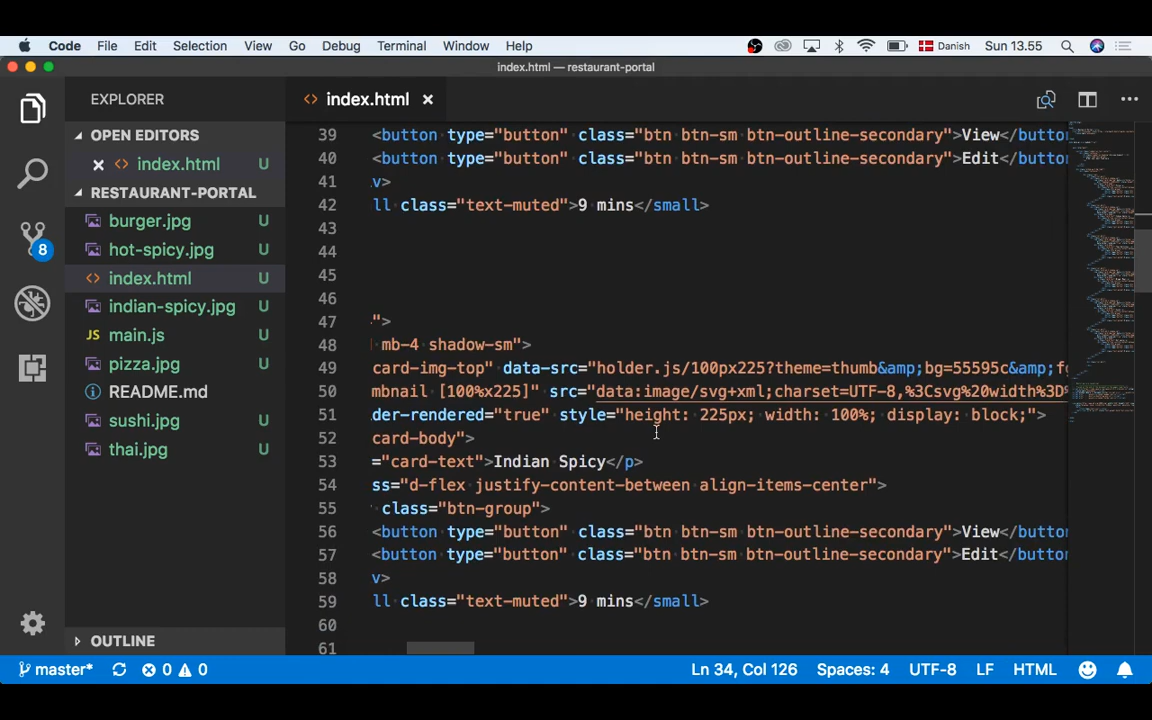 Code File Edit Selection View Go Debug Terminal Window Help Danish Sun 13.55
index.html — restaurant-portal
EXPLORER
OPEN EDITORS
index.html U
RESTAURANT-PORTAL
burger.jpg U
hot-spicy.jpg U
index.html U
indian-spicy.jpg U
JS main.js U
pizza.jpg U
README.md U
sushi.jpg U
thai.jpg U
OUTLINE
8
index.html
39 <button type="button" class="btn btn-sm btn-outline-secondary">View</button
40 <button type="button" class="btn btn-sm btn-outline-secondary">Edit</button
41 v>
42 ll class="text-muted">9 mins</small>
43
44
45
46
47 ">
48 mb-4 shadow-sm">
49 card-img-top" data-src="holder.js/100px225?theme=thumb&amp;bg=55595c&amp;fg
50 mbnail [100%x225]" src="data:image/svg+xml;charset=UTF-8,%3Csvg%20width%3D%
51 der-rendered="true" style="height: 225px; width: 100%; display: block;">
52 card-body">
53 ="card-text">Indian Spicy</p>
54 ss="d-flex justify-content-between align-items-center">
55 class="btn-group">
56 <button type="button" class="btn btn-sm btn-outline-secondary">View</button
57 <button type="button" class="btn btn-sm btn-outline-secondary">Edit</button
58 v>
59 ll class="text-muted">9 mins</small>
60
61
master* 0 0 Ln 34, Col 126 Spaces: 4 UTF-8 LF HTML